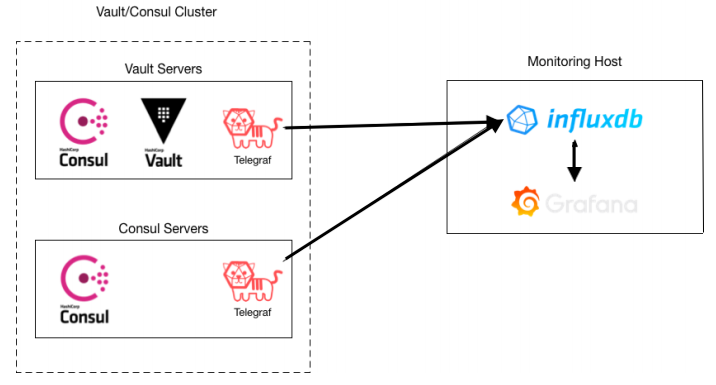 Vault/Consul Cluster
Vault Servers
HashiCorp
Consul
HashiCorp
Vault
Telegraf
Monitoring Host
influxdb
Grafana
Consul Servers
HashiCorp
Consul
Telegraf